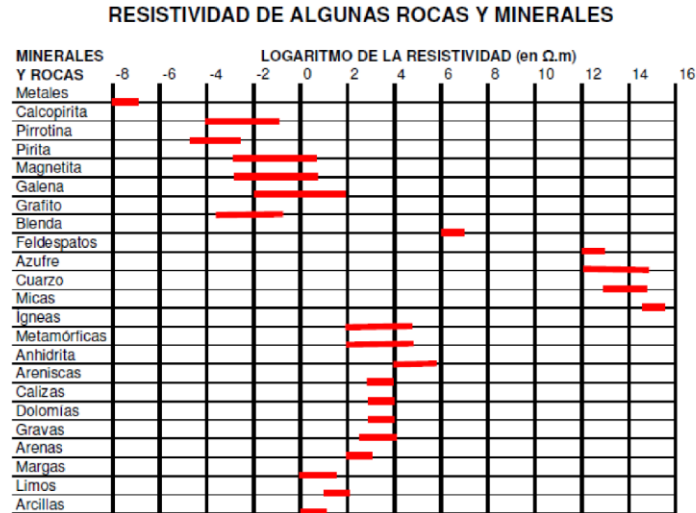 RESISTIVIDAD DE ALGUNAS ROCAS Y MINERALES
MINERALES LOGARITMO DE LA RESISTIVIDAD (en Ω.m)
Y ROCAS -8 -6 -4 -2 0 2 4 6 8 10 12 14 16
Metales
Calcopirita
Pirrotina
Pirita
Magnetita
Galena
Grafito
Blenda
Feldespatos
Azufre
Cuarzo
Micas
Ígneas
Metamórficas
Anhidrita
Areniscas
Calizas
Dolomías
Gravas
Arenas
Margas
Limos
Arcillas